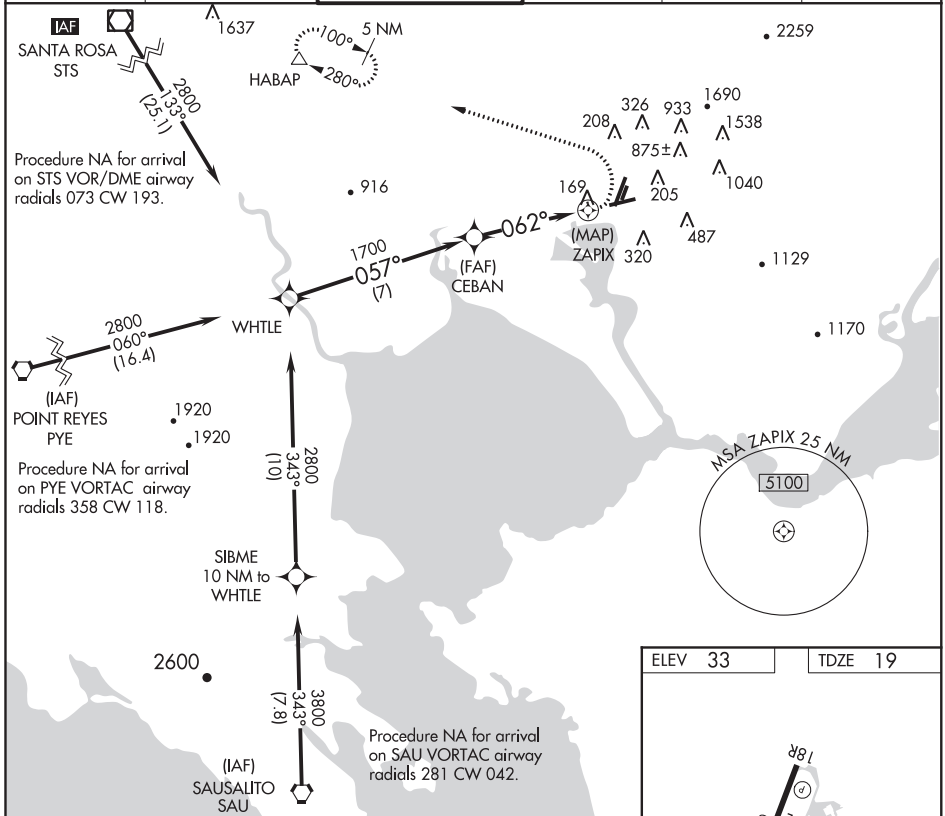 IAF
SANTA ROSA
STS
1637
5 NM
100°
280°
HABAP
2259
2800
133°
(25.1)
Procedure NA for arrival
on STS VOR/DME airway
radials 073 CW 193.
916
208
326
933
1690
1538
875±
1040
205
169
487
320
(MAP)
ZAPIX
062°
1129
1700
057°
(7)
(FAF)
CEBAN
WHTLE
2800
060°
(16.4)
1170
(IAF)
POINT REYES
PYE
1920
1920
Procedure NA for arrival
on PYE VORTAC airway
radials 358 CW 118.
2800
343°
(10)
MSA ZAPIX 25 NM
5100
SIBME
10 NM to
WHTLE
2600
3800
343°
(7.8)
Procedure NA for arrival
on SAU VORTAC airway
radials 281 CW 042.
(IAF)
SAUSALITO
SAU
ELEV 33
TDZE 19
18R
P